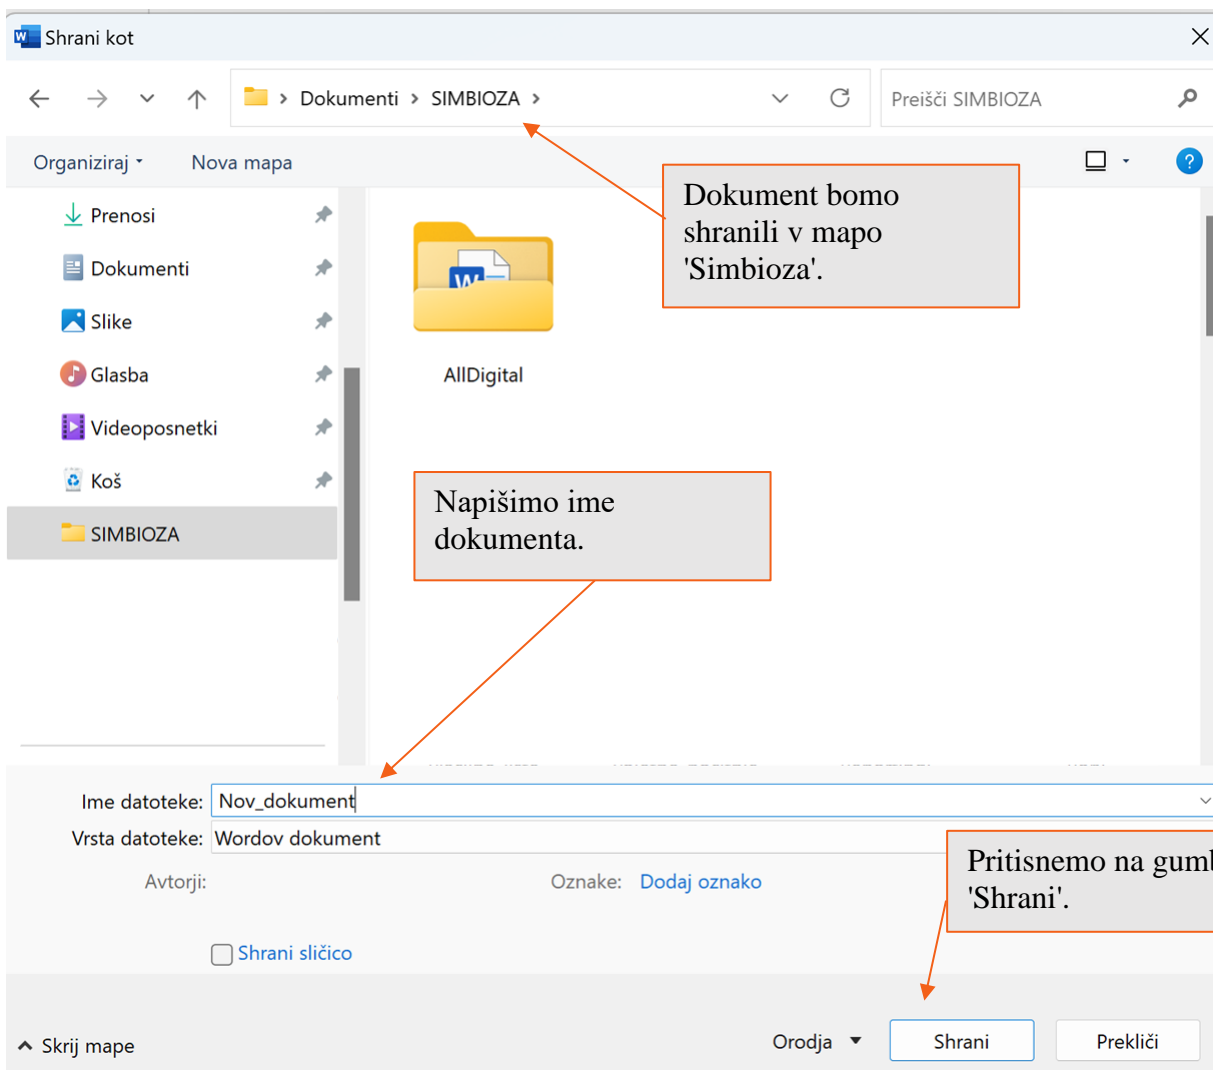 Shrani kot
Dokumenti > SIMBIOZA >
Preišči SIMBIOZA
Organiziraj
Nova mapa
Dokument bomo
shranili v mapo
'Simbioza'.
Prenosi
Dokumenti
Slike
Glasba
Videoposnetki
Koš
SIMBIOZA
AllDigital
Napišimo ime
dokumenta.
Ime datoteke: Nov_dokument
Vrsta datoteke: Wordov dokument
Avtorji:
Oznake: Dodaj oznako
Pritisnemo na gumb
'Shrani'.
Shrani sličico
Skrij mape
Orodja
Shrani
Prekliči